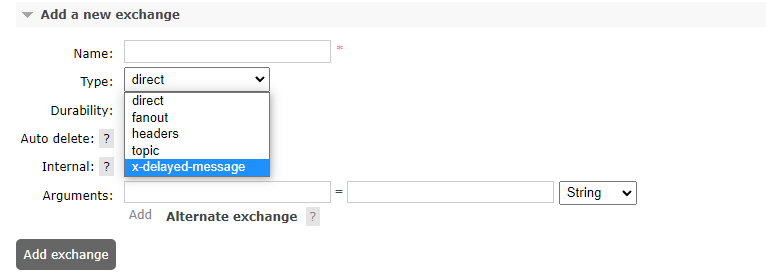 Add a new exchange
Name: *
Type: direct
direct
Durability:
fanout
headers
Auto delete: ?
topic
Internal: ?
x-delayed-message
Arguments: = String
Add Alternate exchange ?
Add exchange